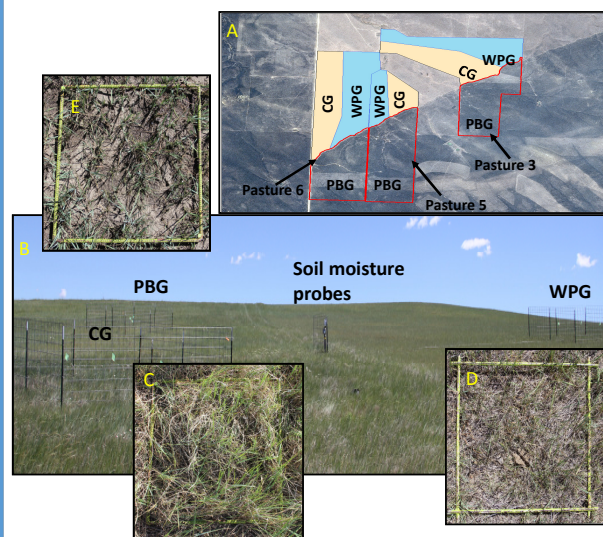 A
WPG
CG
CG
WPG
WPG
CG
PBG
Pasture 3
PBG
PBG
Pasture 6
Pasture 5
E
B
PBG
Soil moisture
probes
WPG
CG
C
D